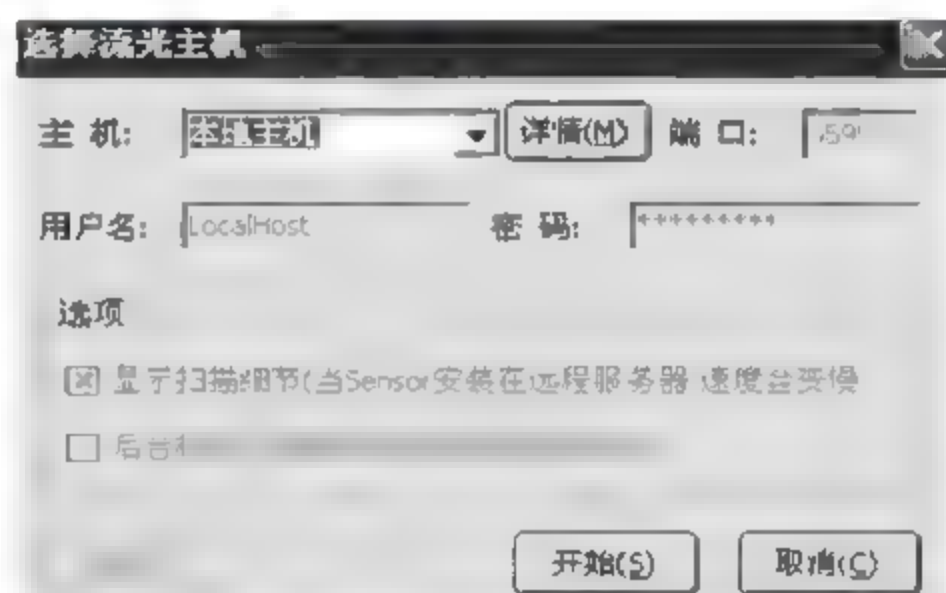 选择流光主机
主 机: 本地主机 详情(M) 端 口:
用户名: LocalHost 密 码: *********
选项
显示扫描细节(当Sensor安装在远程服务器 速度会变慢
后台
开始(S) 取消(C)